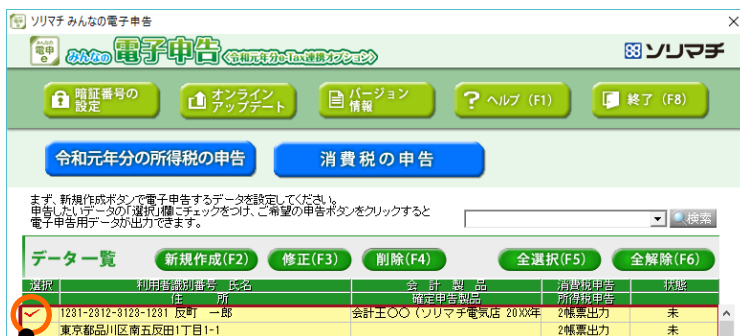 ソリマチ みんなの電子申告
みんなの 電子申告 <令和元年分e-Tax連携オプション>
ソリマチ
暗証番号の
設定
オンライン
アップデート
バージョン
情報
? ヘルプ (F1)
終了 (F8)
令和元年分の所得税の申告
消費税の申告
まず、新規作成ボタンで電子申告するデータを設定してください。
申告したいデータの「選択」欄にチェックをつけ、ご希望の申告ボタンをクリックすると
電子申告用データが出力できます。
検索
データ一覧
新規作成(F2)
修正(F3)
削除(F4)
全選択(F5)
全解除(F6)
選択 利用者識別番号 氏名 会計製品 消費税申告 状態
住 所 確定申告製品 所得税申告
1231-2312-3123-1231 反町 一郎 会計王○○ (ソリマチ電気店 20XX年 2帳票出力 未
東京都品川区南五反田1丁目1-1 2帳票出力 未